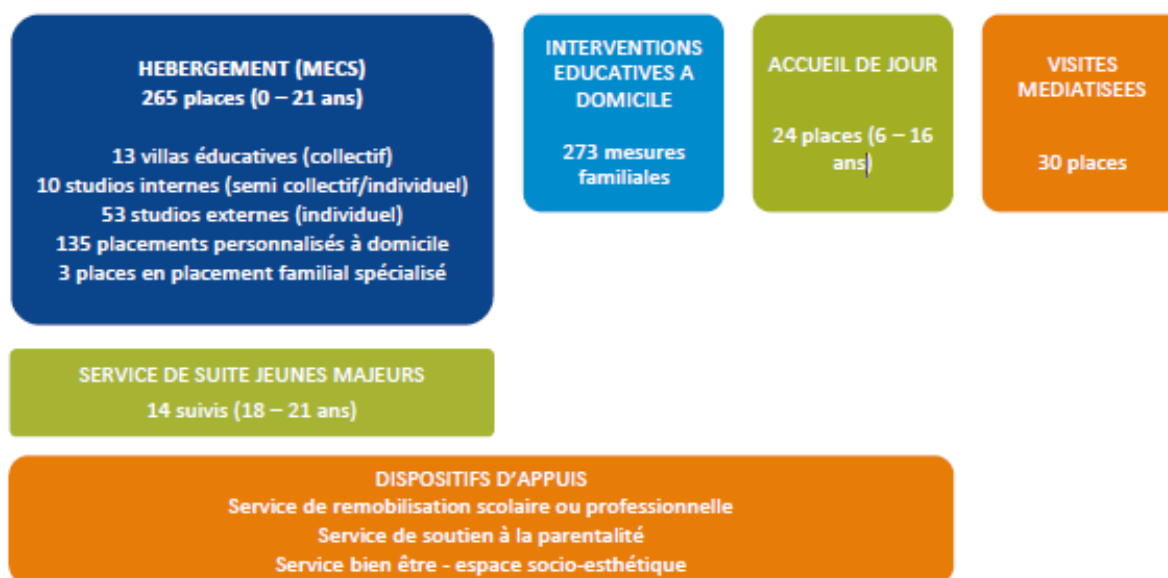 HEBERGEMENT (MECS)
265 places (0 – 21 ans)
13 villas éducatives (collectif)
10 studios internes (semi collectif/individuel)
53 studios externes (individuel)
135 placements personnalisés à domicile
3 places en placement familial spécialisé
INTERVENTIONS
EDUCATIVES A
DOMICILE
273 mesures
familiales
ACCUEIL DE JOUR
24 places (6 – 16
ans)
VISITES
MEDIATISEES
30 places
SERVICE DE SUITE JEUNES MAJEURS
14 suivis (18 – 21 ans)
DISPOSITIFS D'APPUIS
Service de remobilisation scolaire ou professionnelle
Service de soutien à la parentalité
Service bien être - espace socio-esthétique